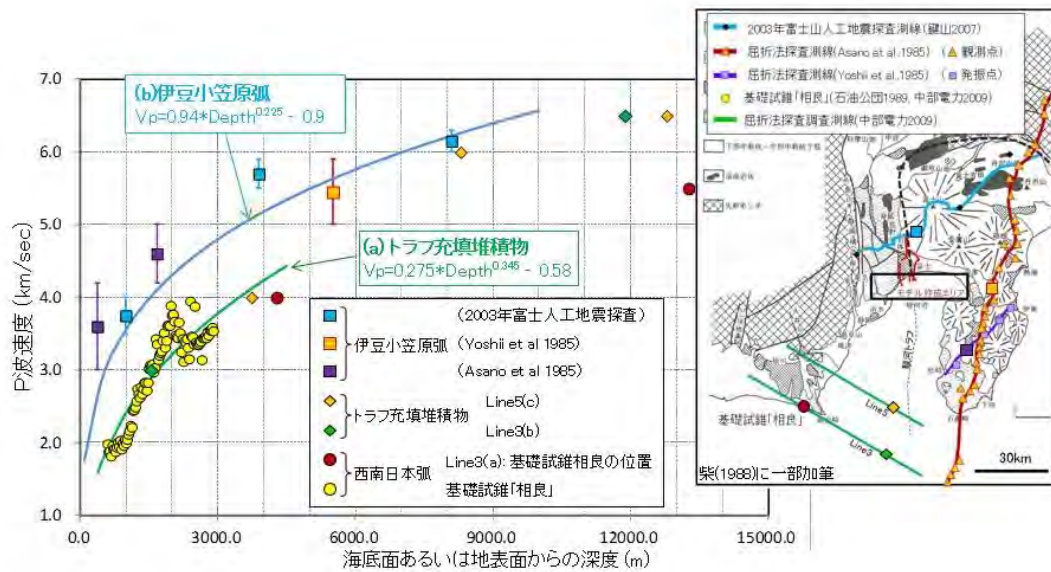 7.0
6.0
5.0
4.0
3.0
2.0
1.0
P波速度 (km/sec)
0.0
3000.0
6000.0
9000.0
12000.0
15000.0
海底面あるいは地表面からの深度 (m)
(b)伊豆小笠原弧
Vp=0.94*Depth^0.225 - 0.9
(a)トラフ充填堆積物
Vp=0.275*Depth^0.345 - 0.58
伊豆小笠原弧
(2003年富士人工地震探査)
(Yoshii et al 1985)
(Asano et al 1985)
トラフ充填堆積物
Line5(c)
Line3(b)
西南日本弧
Line3(a): 基礎試錐相良の位置
基礎試錐「相良」
2003年富士山人工地震探査測線(鍵山2007)
屈折法探査測線(Asano et al.1985) (観測点)
屈折法探査測線(Yoshii et al.1985) (発振点)
基礎試錐「相良」(石油公団1989, 中部電力2009)
屈折法探査調査測線(中部電力2009)
モデル作成エリア
駿河トラフ
基礎試錐「相良」
Line5
Line3
30km
柴(1988)に一部加筆